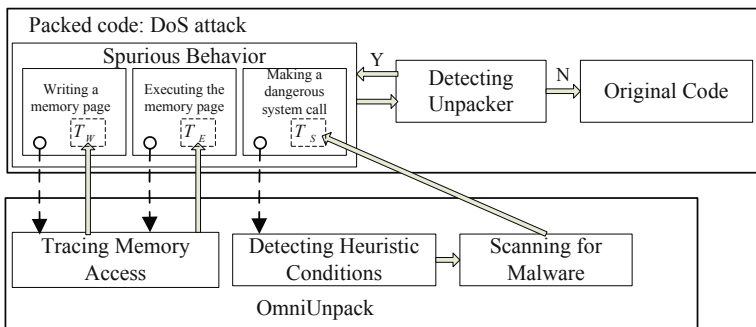 Packed code: DoS attack
Spurious Behavior
Writing a
memory page
T_W
Executing the
memory page
T_E
Making a
dangerous
system call
T_S
Y
Detecting
Unpacker
N
Original Code
Tracing Memory
Access
Detecting Heuristic
Conditions
Scanning for
Malware
OmniUnpack